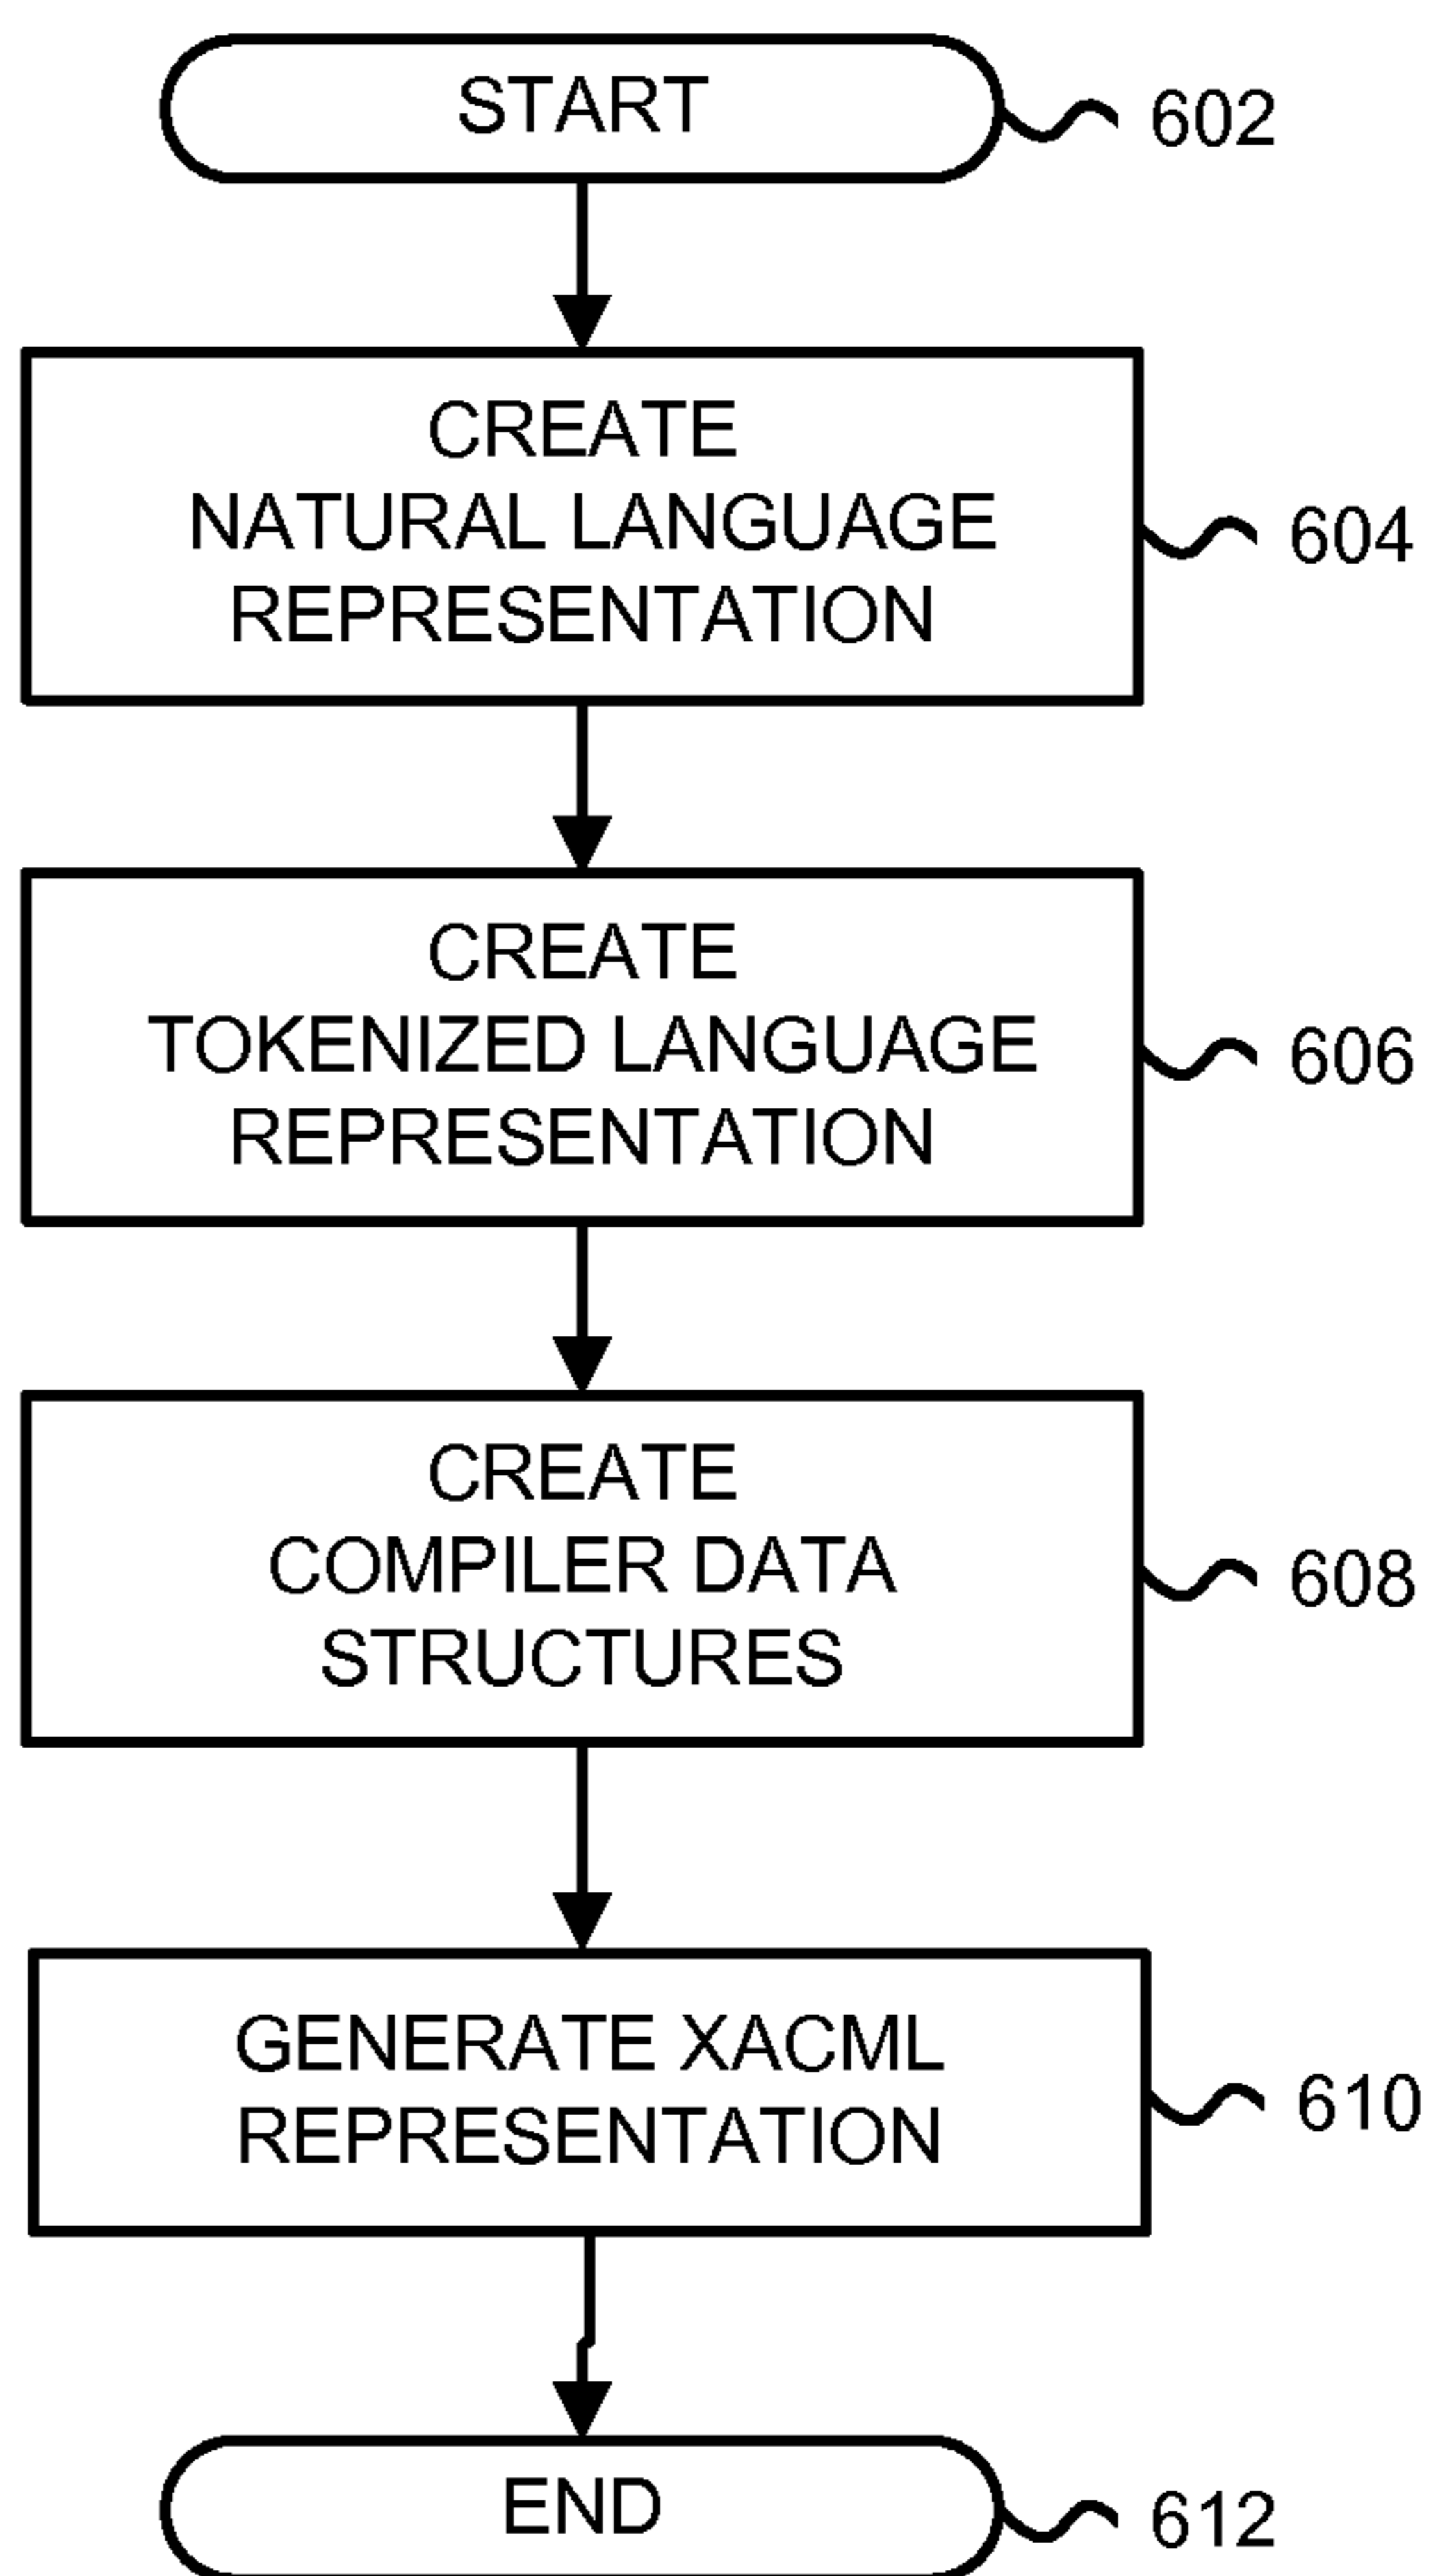 START
602
CREATE
NATURAL LANGUAGE
REPRESENTATION
604
CREATE
TOKENIZED LANGUAGE
REPRESENTATION
606
CREATE
COMPILER DATA
STRUCTURES
608
GENERATE XACML
REPRESENTATION
610
END
612